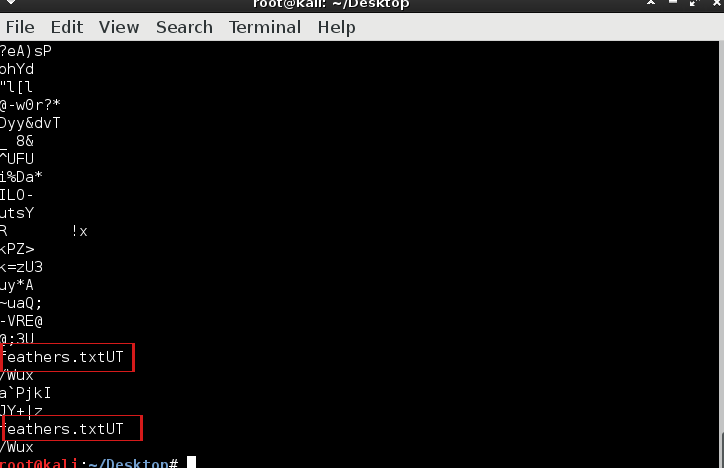 root@kali: ~/Desktop
File Edit View Search Terminal Help
?eA)sP
ohYd
"l[l
@-w0r?*
Dyy&dvT
_ 8&
^UFU
i%Da*
ILO-
utsY
R       !x
kPZ>
k=zU3
uy*A
~uaQ;
-VRE@
@;3U
feathers.txtUT
/Wux
a`PjkI
JY+|z
feathers.txtUT
/Wux
root@kali:~/Desktop#